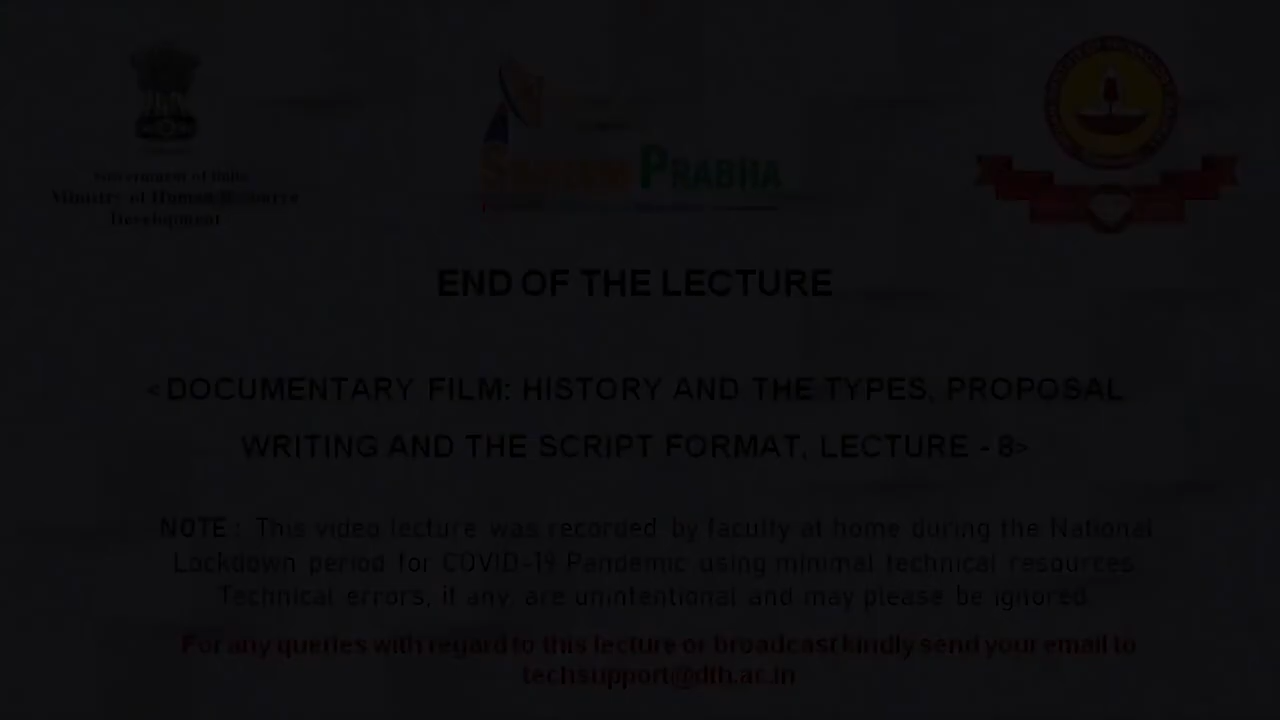 Government of India
Ministry of Human Resource
Development
SWAYAM PRABHA
END OF THE LECTURE
<DOCUMENTARY FILM: HISTORY AND THE TYPES, PROPOSAL
WRITING AND THE SCRIPT FORMAT, LECTURE - 8>
NOTE : This video lecture was recorded by faculty at home during the National
Lockdown period for COVID-19 Pandemic using minimal technical resources.
Technical errors, if any, are unintentional and may please be ignored.
For any queries with regard to this lecture or broadcast kindly send your email to
techsupport@dth.ac.in